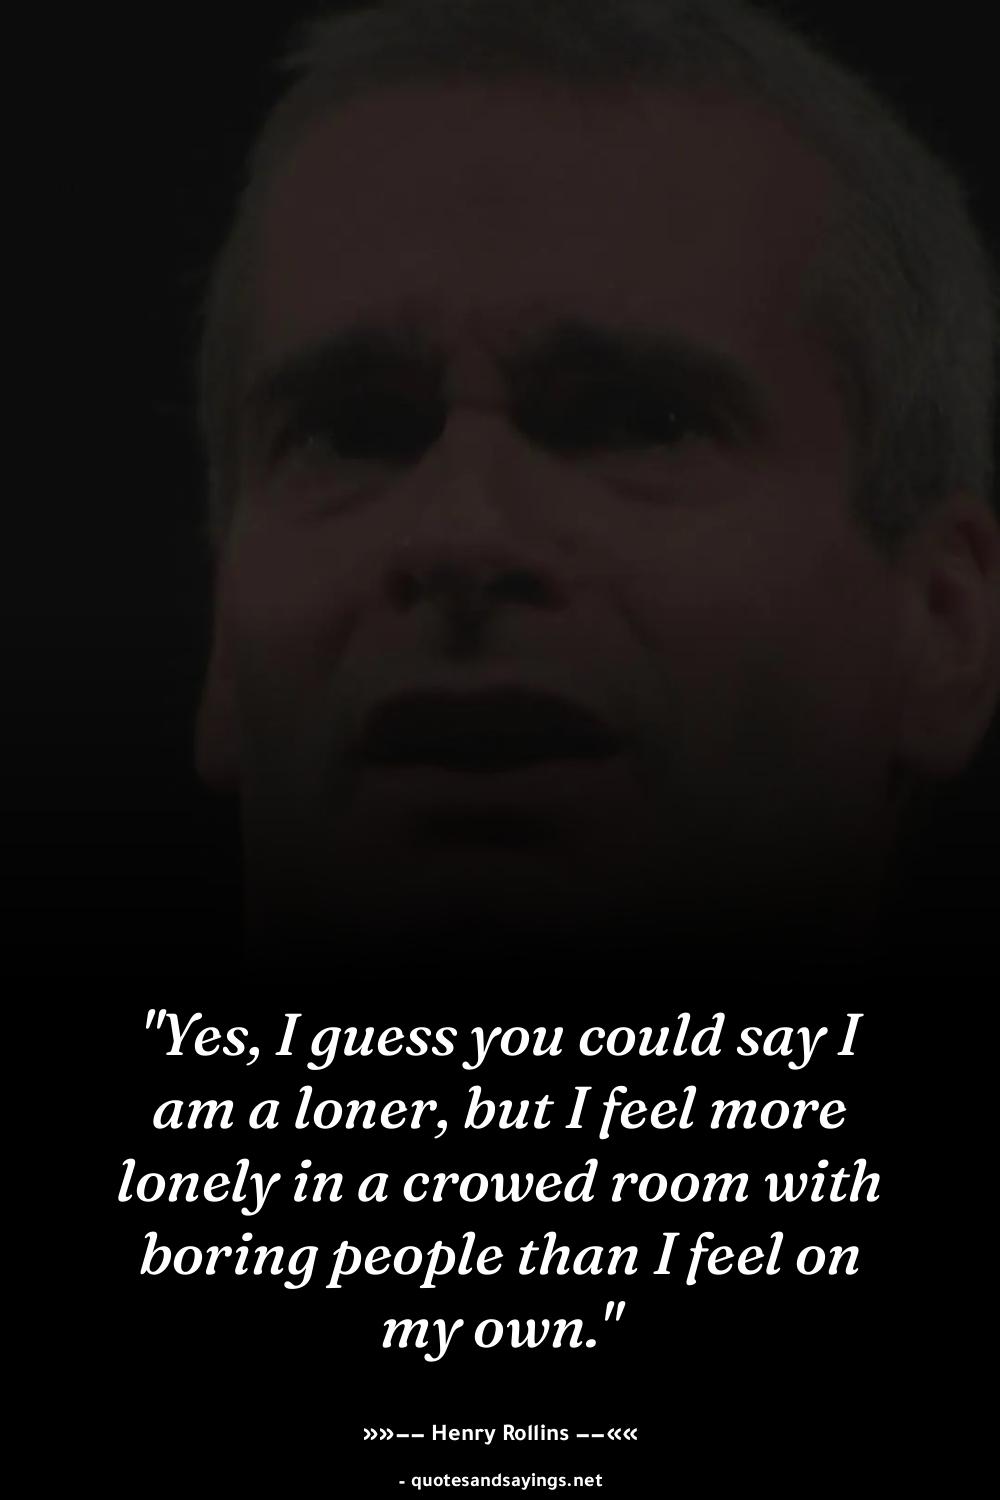 "Yes, I guess you could say I
am a loner, but I feel more
lonely in a crowed room with
boring people than I feel on
my own."
»»–– Henry Rollins ––««
- quotesandsayings.net